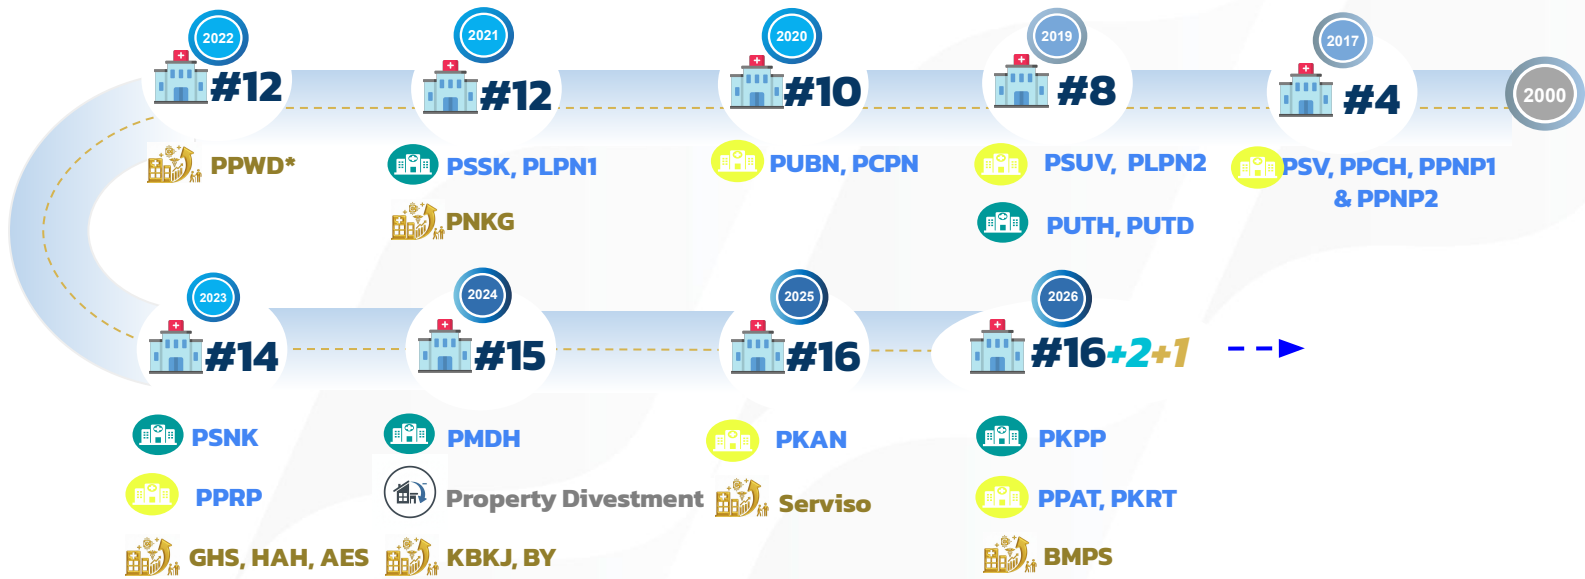 2022
2021
2020
2019
2017
2000
#12
#12
#10
#8
#4
PPWD*
PSSK, PLPN1
PNKG
PUBN, PCPN
PSUV, PLPN2
PUTH, PUTD
PSV, PPCH, PPNP1
& PPNP2
2023
2024
2025
2026
#14
#15
#16
#16+2+1
PSNK
PPRP
GHS, HAH, AES
PMDH
Property Divestment
KBKJ, BY
PKAN
Serviso
PKPP
PPAT, PKRT
BMPS